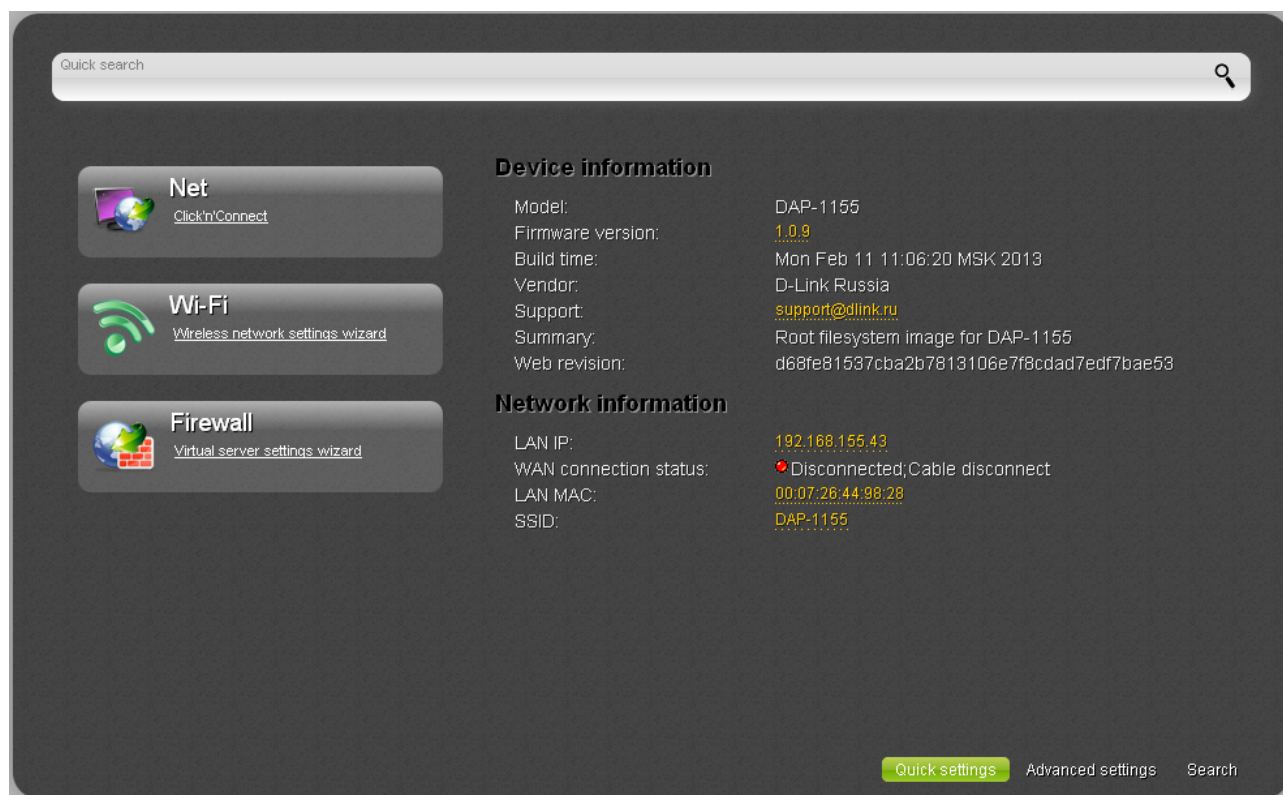 Quick search
Net
Click'n'Connect
Wi-Fi
Wireless network settings wizard
Firewall
Virtual server settings wizard
Device information
Model: DAP-1155
Firmware version: 1.0.9
Build time: Mon Feb 11 11:06:20 MSK 2013
Vendor: D-Link Russia
Support: support@dlink.ru
Summary: Root filesystem image for DAP-1155
Web revision: d68fe81537cba2b7813106e7f8cdad7edf7bae53
Network information
LAN IP: 192.168.155.43
WAN connection status: Disconnected;Cable disconnect
LAN MAC: 00:07:26:44:98:28
SSID: DAP-1155
Quick settings Advanced settings Search